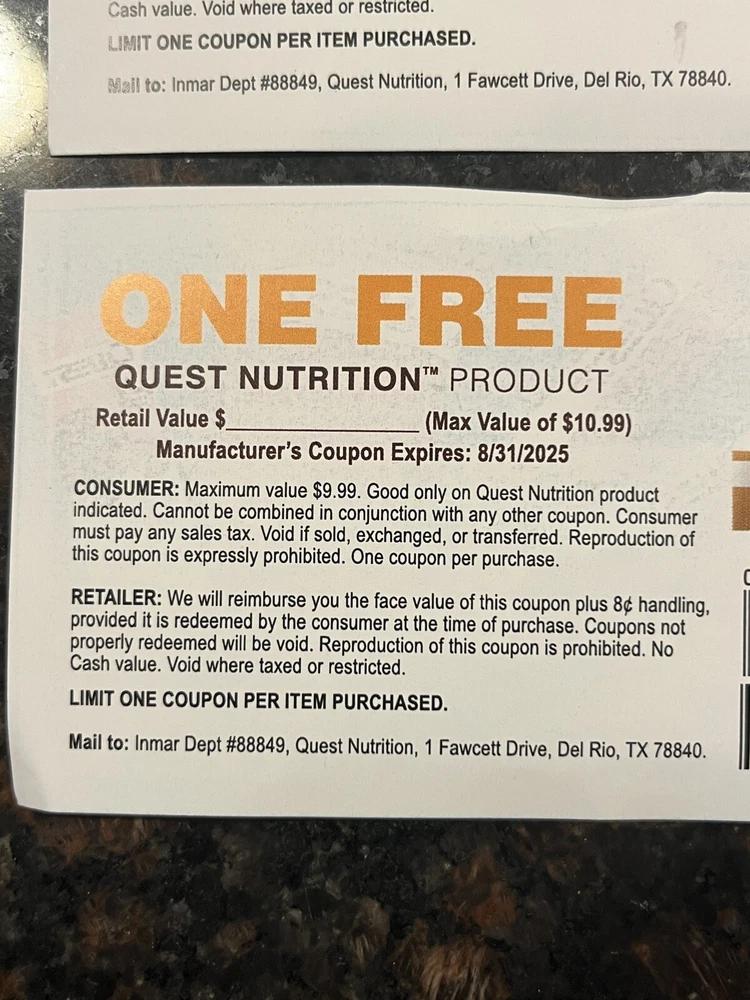 Cash value. Void where taxed or restricted.
LIMIT ONE COUPON PER ITEM PURCHASED.
Mail to: Inmar Dept #88849, Quest Nutrition, 1 Fawcett Drive, Del Rio, TX 78840.
ONE FREE
QUEST NUTRITION™ PRODUCT
Retail Value $_________________ (Max Value of $10.99)
Manufacturer's Coupon Expires: 8/31/2025
CONSUMER: Maximum value $9.99. Good only on Quest Nutrition product
indicated. Cannot be combined in conjunction with any other coupon. Consumer
must pay any sales tax. Void if sold, exchanged, or transferred. Reproduction of
this coupon is expressly prohibited. One coupon per purchase.
RETAILER: We will reimburse you the face value of this coupon plus 8¢ handling,
provided it is redeemed by the consumer at the time of purchase. Coupons not
properly redeemed will be void. Reproduction of this coupon is prohibited. No
Cash value. Void where taxed or restricted.
LIMIT ONE COUPON PER ITEM PURCHASED.
Mail to: Inmar Dept #88849, Quest Nutrition, 1 Fawcett Drive, Del Rio, TX 78840.